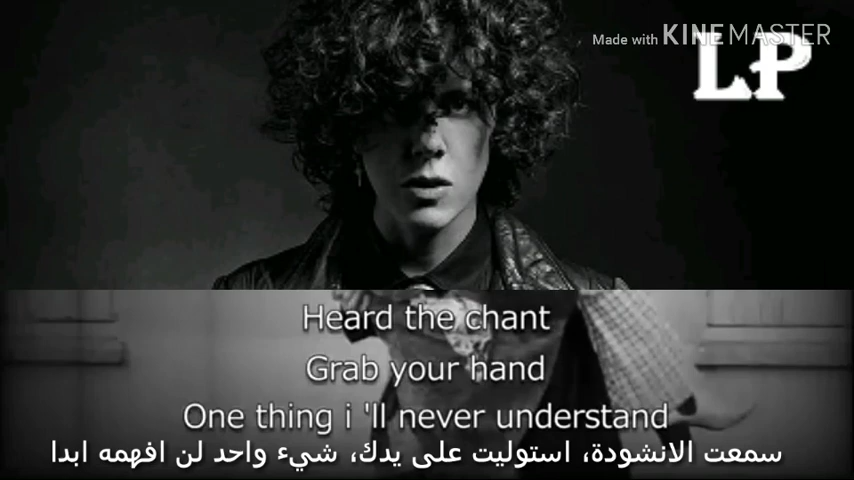 Made with KINEMASTER
LP
Heard the chant
Grab your hand
One thing i 'll never understand
سمعت الانشودة، استوليت على يدك، شيء واحد لن افهمه ابدا